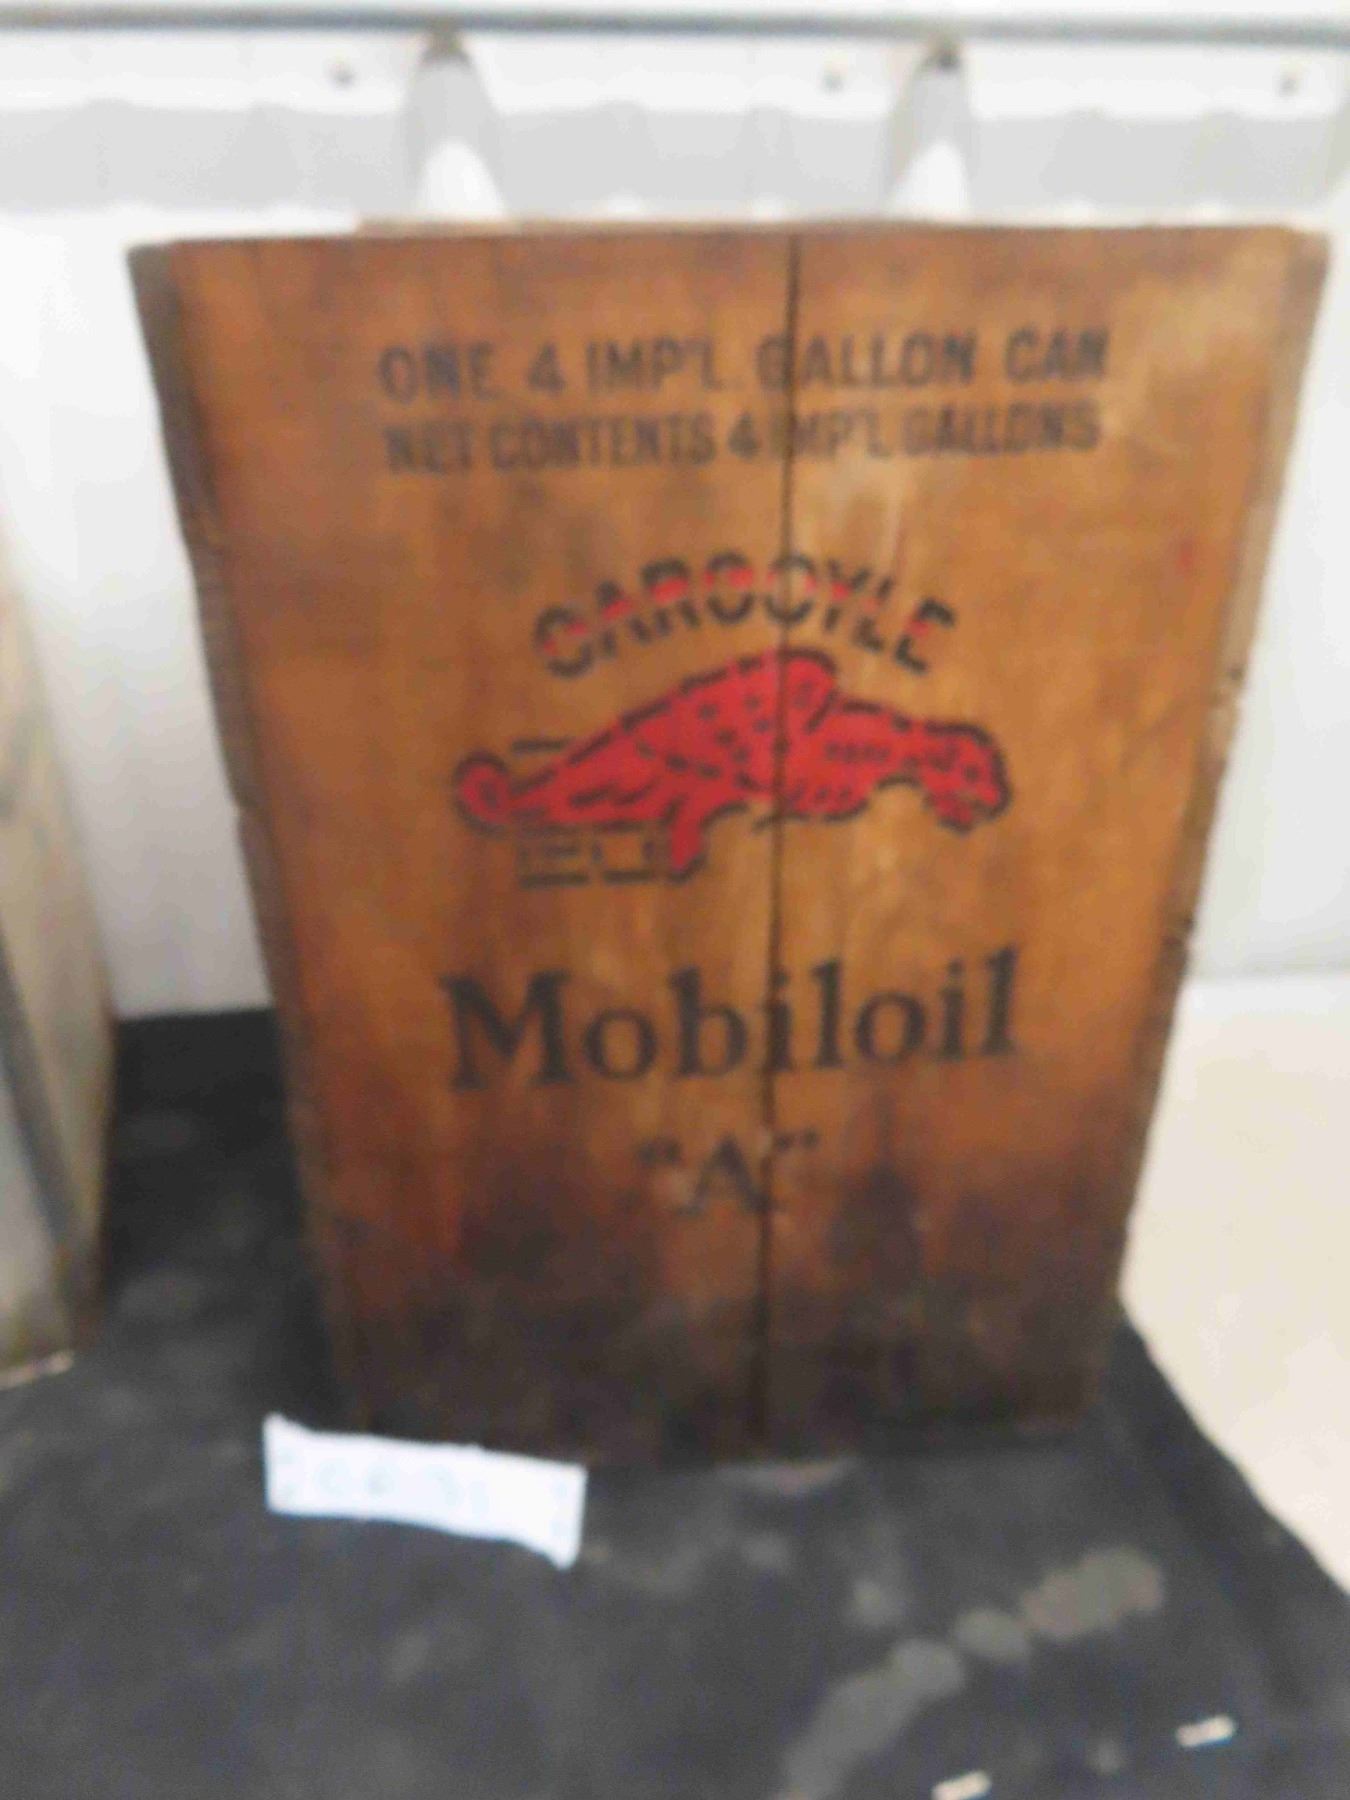 ONE 4 IMP'L. GALLON CAN
NET CONTENTS 4 IMP'L GALLONS
GARGOYLE
Mobiloil
"A"